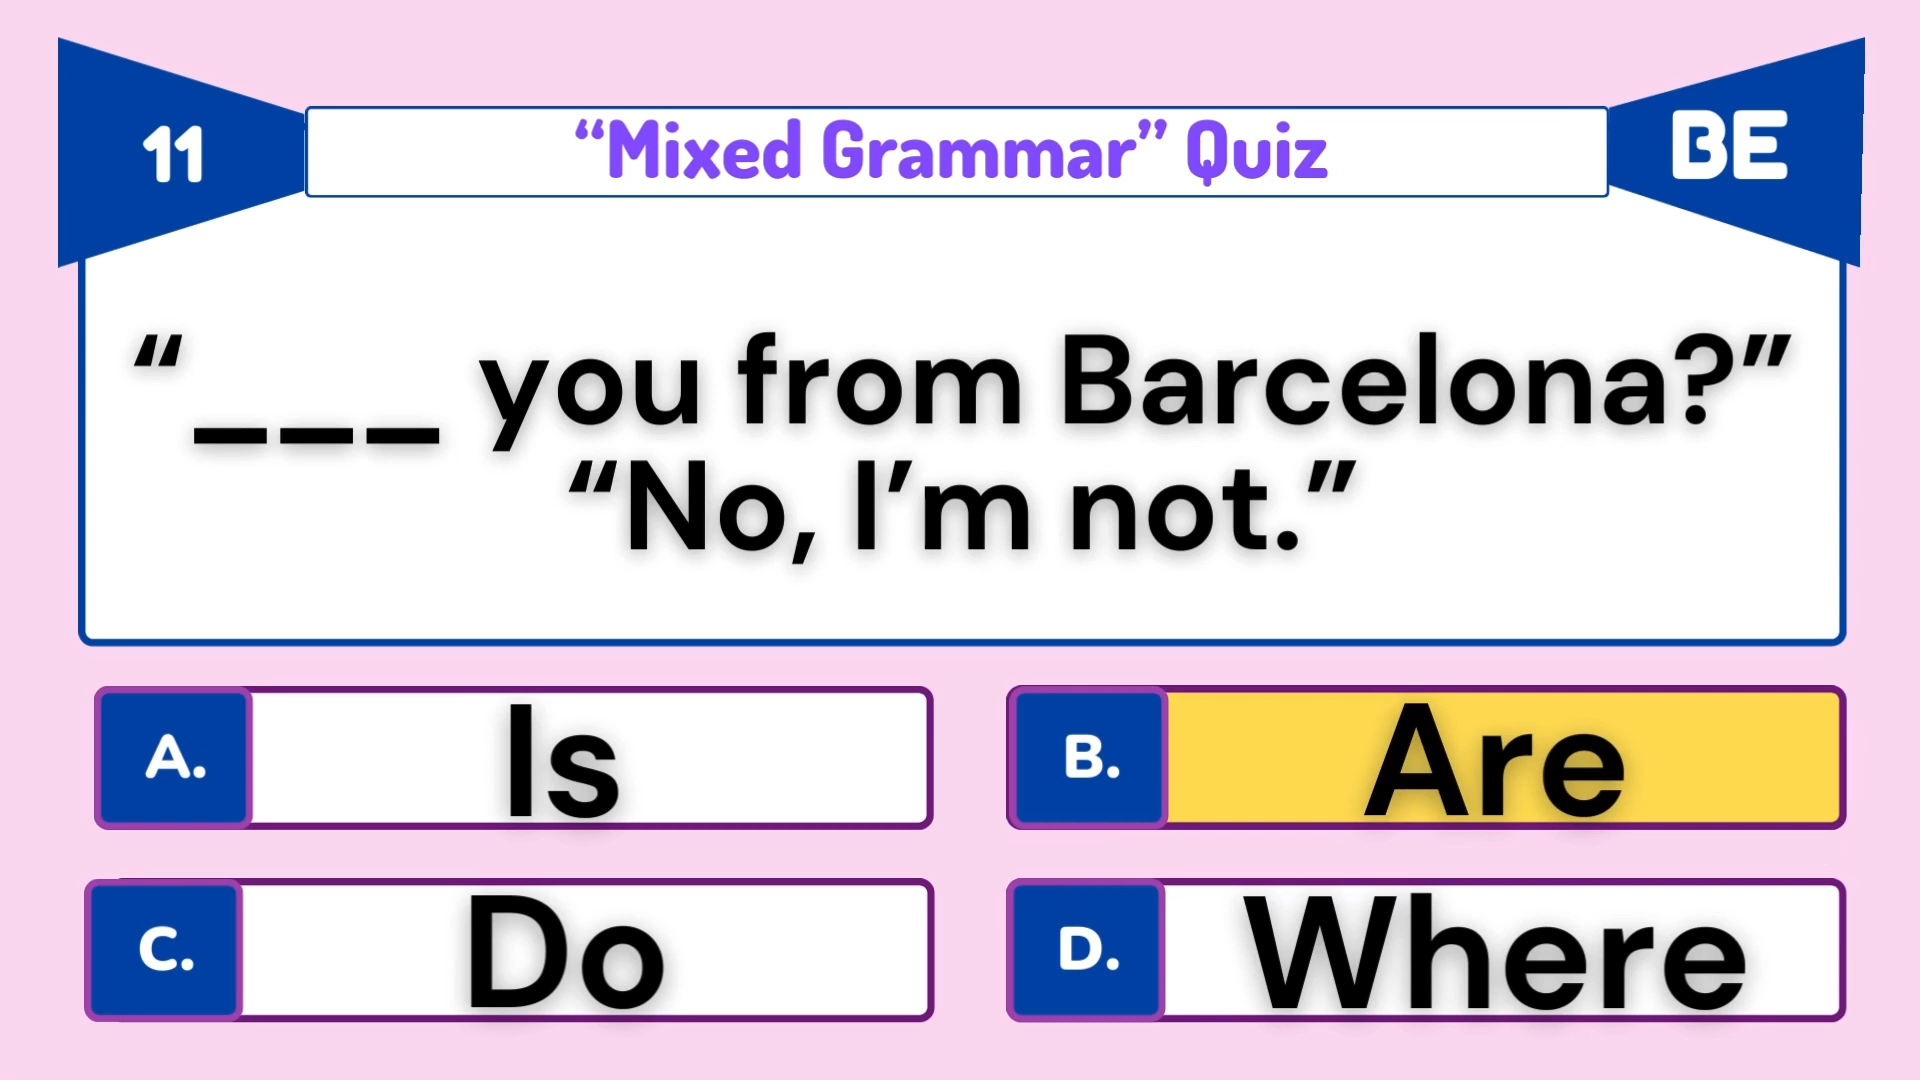 11
“Mixed Grammar” Quiz
BE
“___ you from Barcelona?”
“No, I’m not.”
A. Is
B. Are
C. Do
D. Where